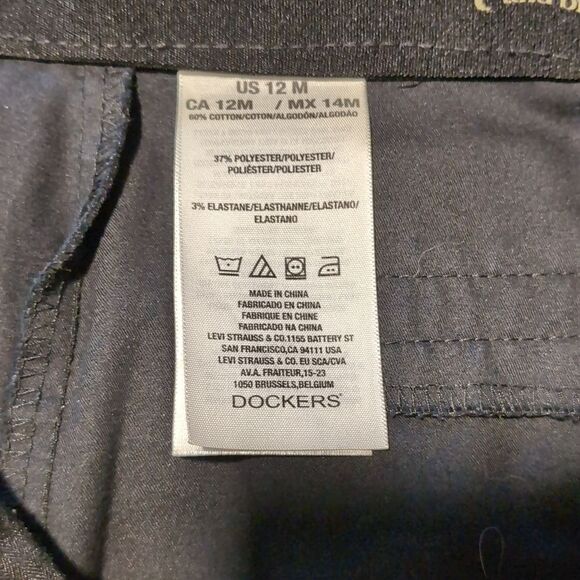 US 12 M
CA 12M / MX 14M
60% COTTON/COTON/ALGODÓN/ALGODÃO
37% POLYESTER/POLYESTER/
POLIÉSTER/POLIESTER
3% ELASTANE/ELASTHANNE/ELASTANO/
ELASTANO
MADE IN CHINA
FABRICADO EN CHINA
FABRIQUE EN CHINE
FABRICADO NA CHINA
LEVI STRAUSS & CO.1155 BATTERY ST
SAN FRANCISCO,CA 94111 USA
LEVI STRAUSS & CO.EU SCA/CVA
AV.A. FRAITEUR,15-23
1050 BRUSSELS,BELGIUM
DOCKERS®